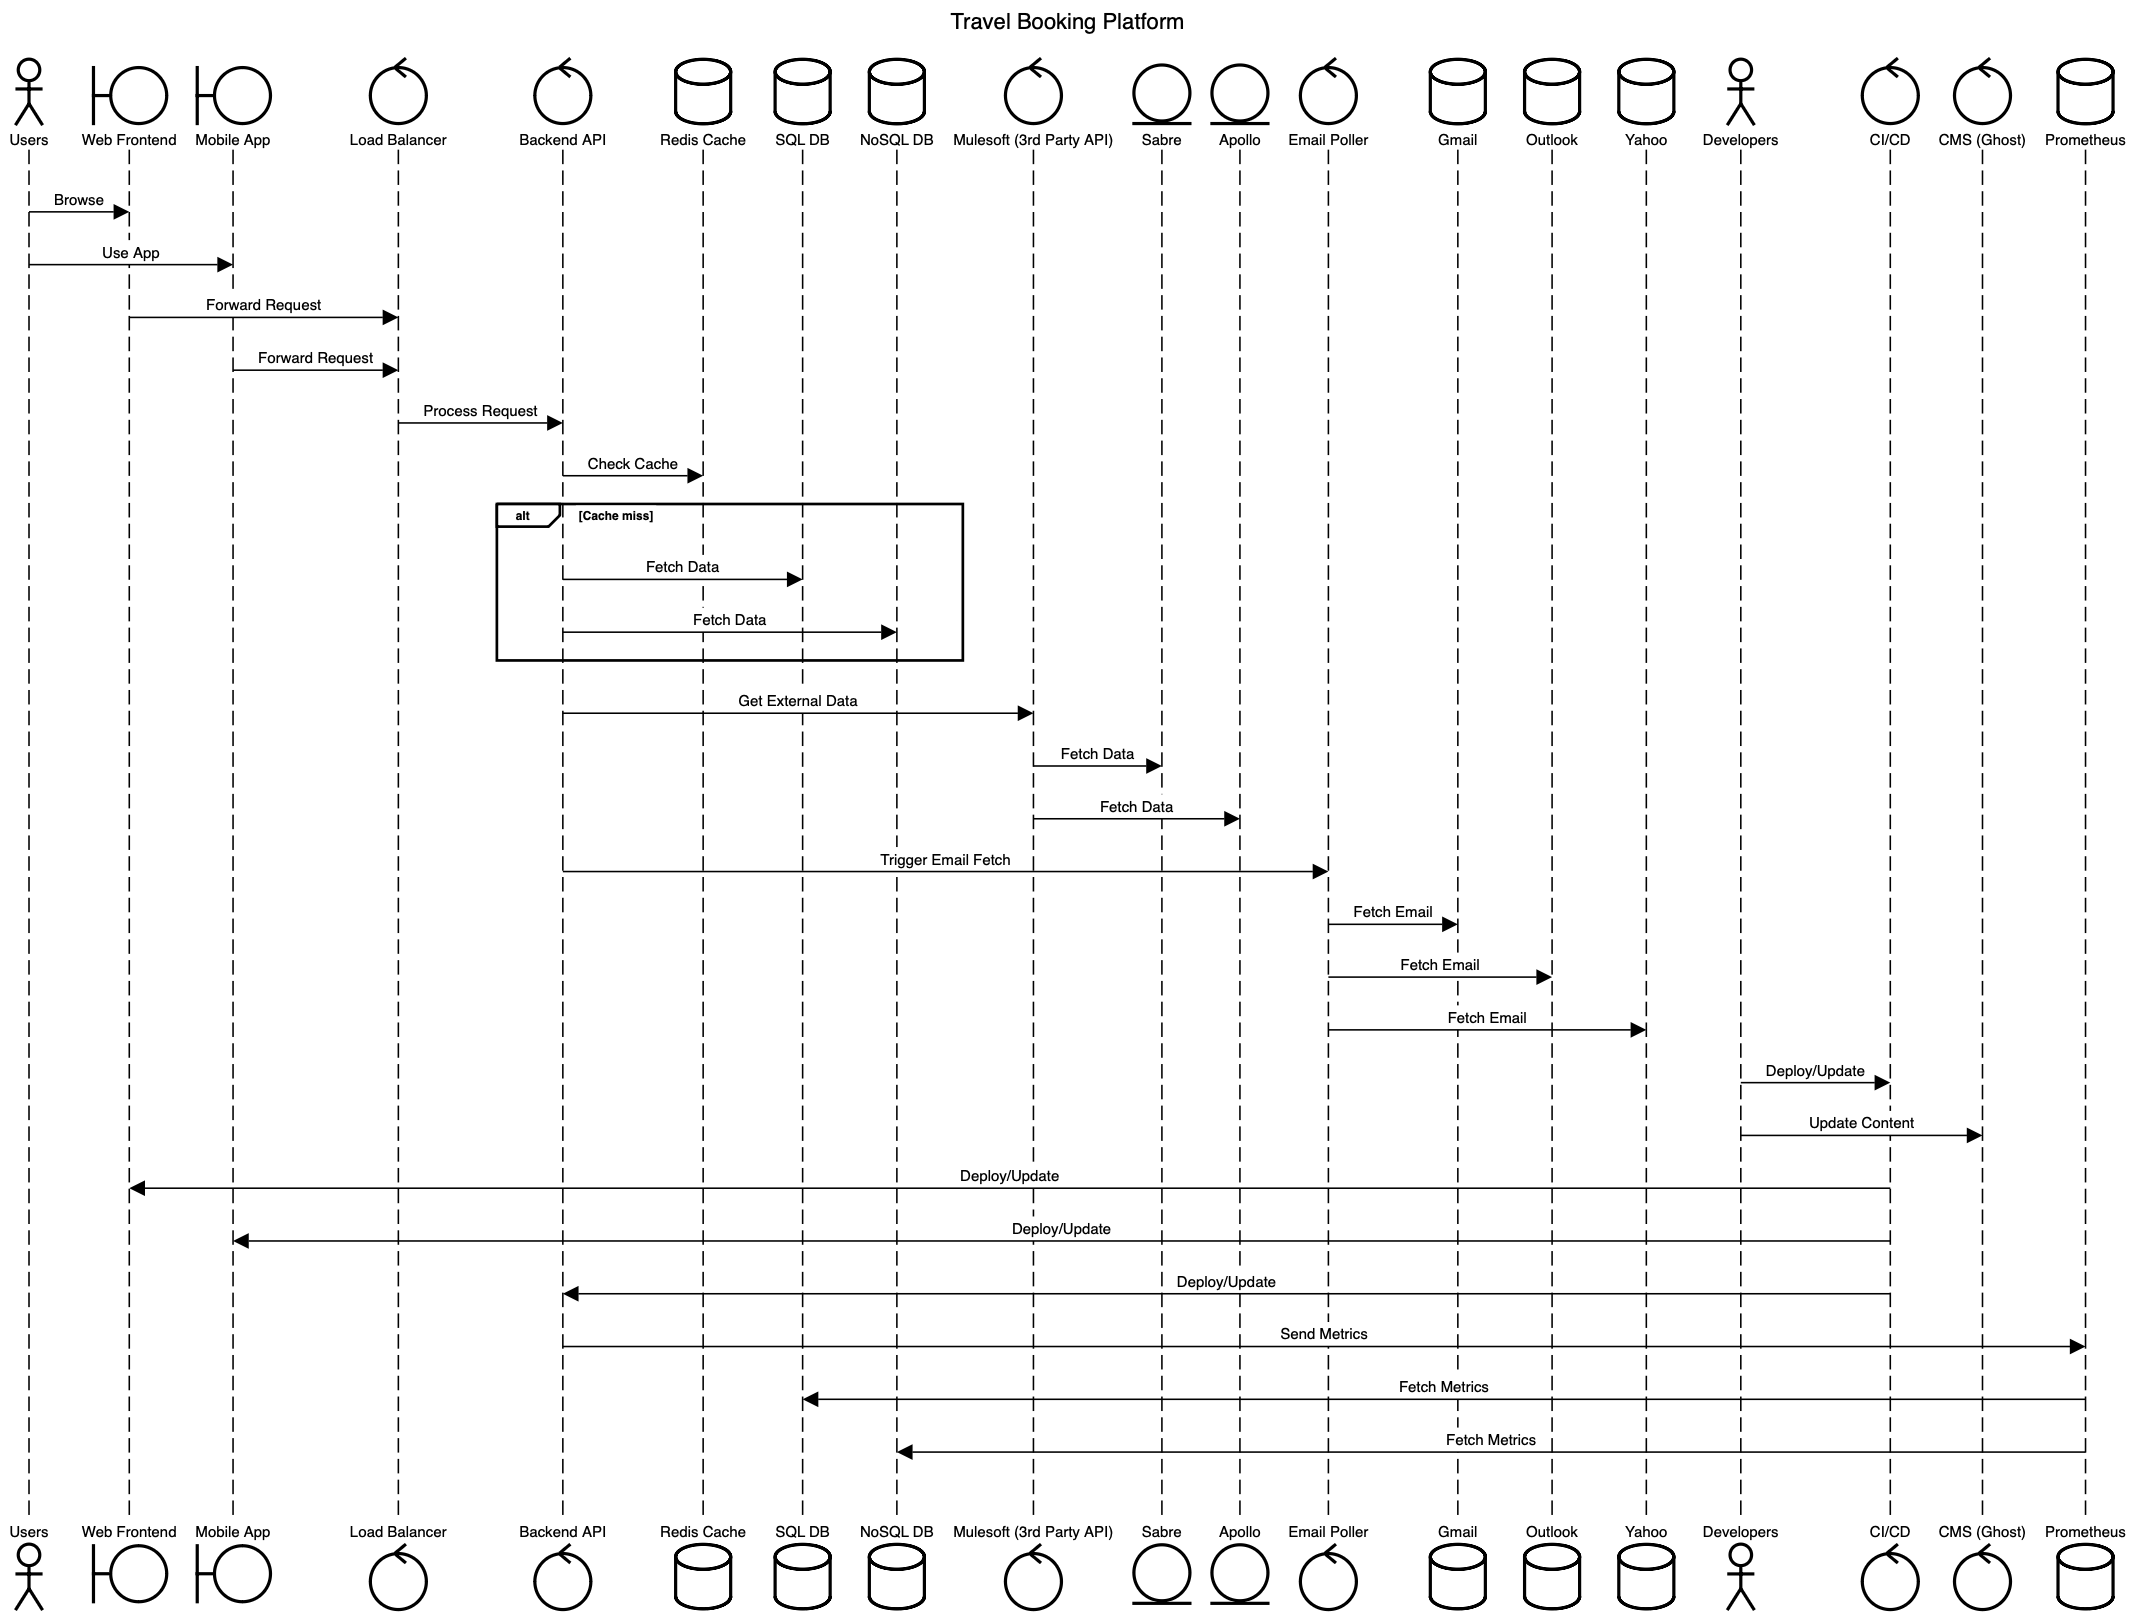 Travel Booking Platform
Users Web Frontend Mobile App Load Balancer Backend API Redis Cache SQL DB NoSQL DB Mulesoft (3rd Party API) Sabre Apollo Email Poller Gmail Outlook Yahoo Developers CI/CD CMS (Ghost) Prometheus
Browse
Use App
Forward Request
Forward Request
Process Request
Check Cache
alt [Cache miss]
Fetch Data
Fetch Data
Get External Data
Fetch Data
Fetch Data
Trigger Email Fetch
Fetch Email
Fetch Email
Fetch Email
Deploy/Update
Update Content
Deploy/Update
Deploy/Update
Deploy/Update
Send Metrics
Fetch Metrics
Fetch Metrics
Users Web Frontend Mobile App Load Balancer Backend API Redis Cache SQL DB NoSQL DB Mulesoft (3rd Party API) Sabre Apollo Email Poller Gmail Outlook Yahoo Developers CI/CD CMS (Ghost) Prometheus